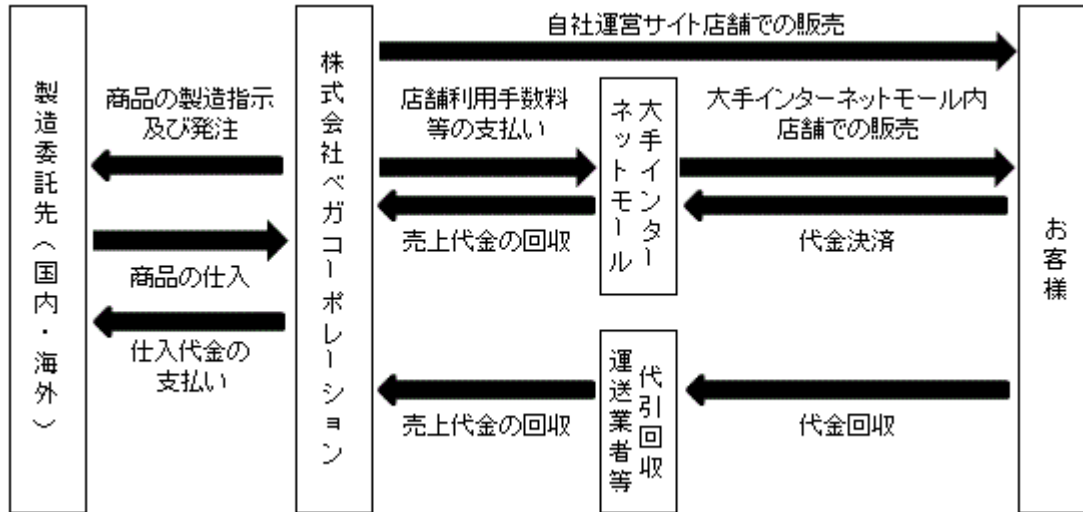 製造委託先（国内・海外）
商品の製造指示
及び発注
商品の仕入
仕入代金の
支払い
株式会社ベガコーポレーション
自社運営サイト店舗での販売
店舗利用手数料
等の支払い
売上代金の回収
大手インター
ネットモール
大手インターネットモール内
店舗での販売
代金決済
売上代金の回収
代引回収
運送業者等
代金回収
お客様